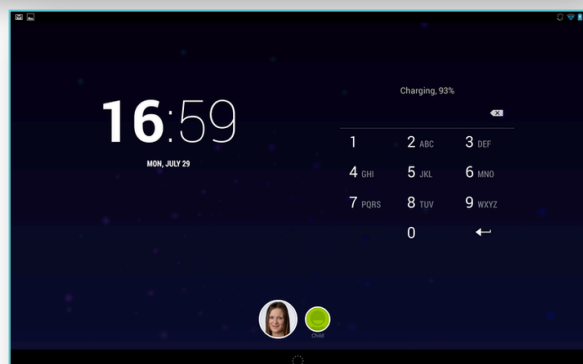 16:59
MON, JULY 29
Charging, 93%
1
2 ABC
3 DEF
4 GHI
5 JKL
6 MNO
7 PQRS
8 TUV
9 WXYZ
0
Child